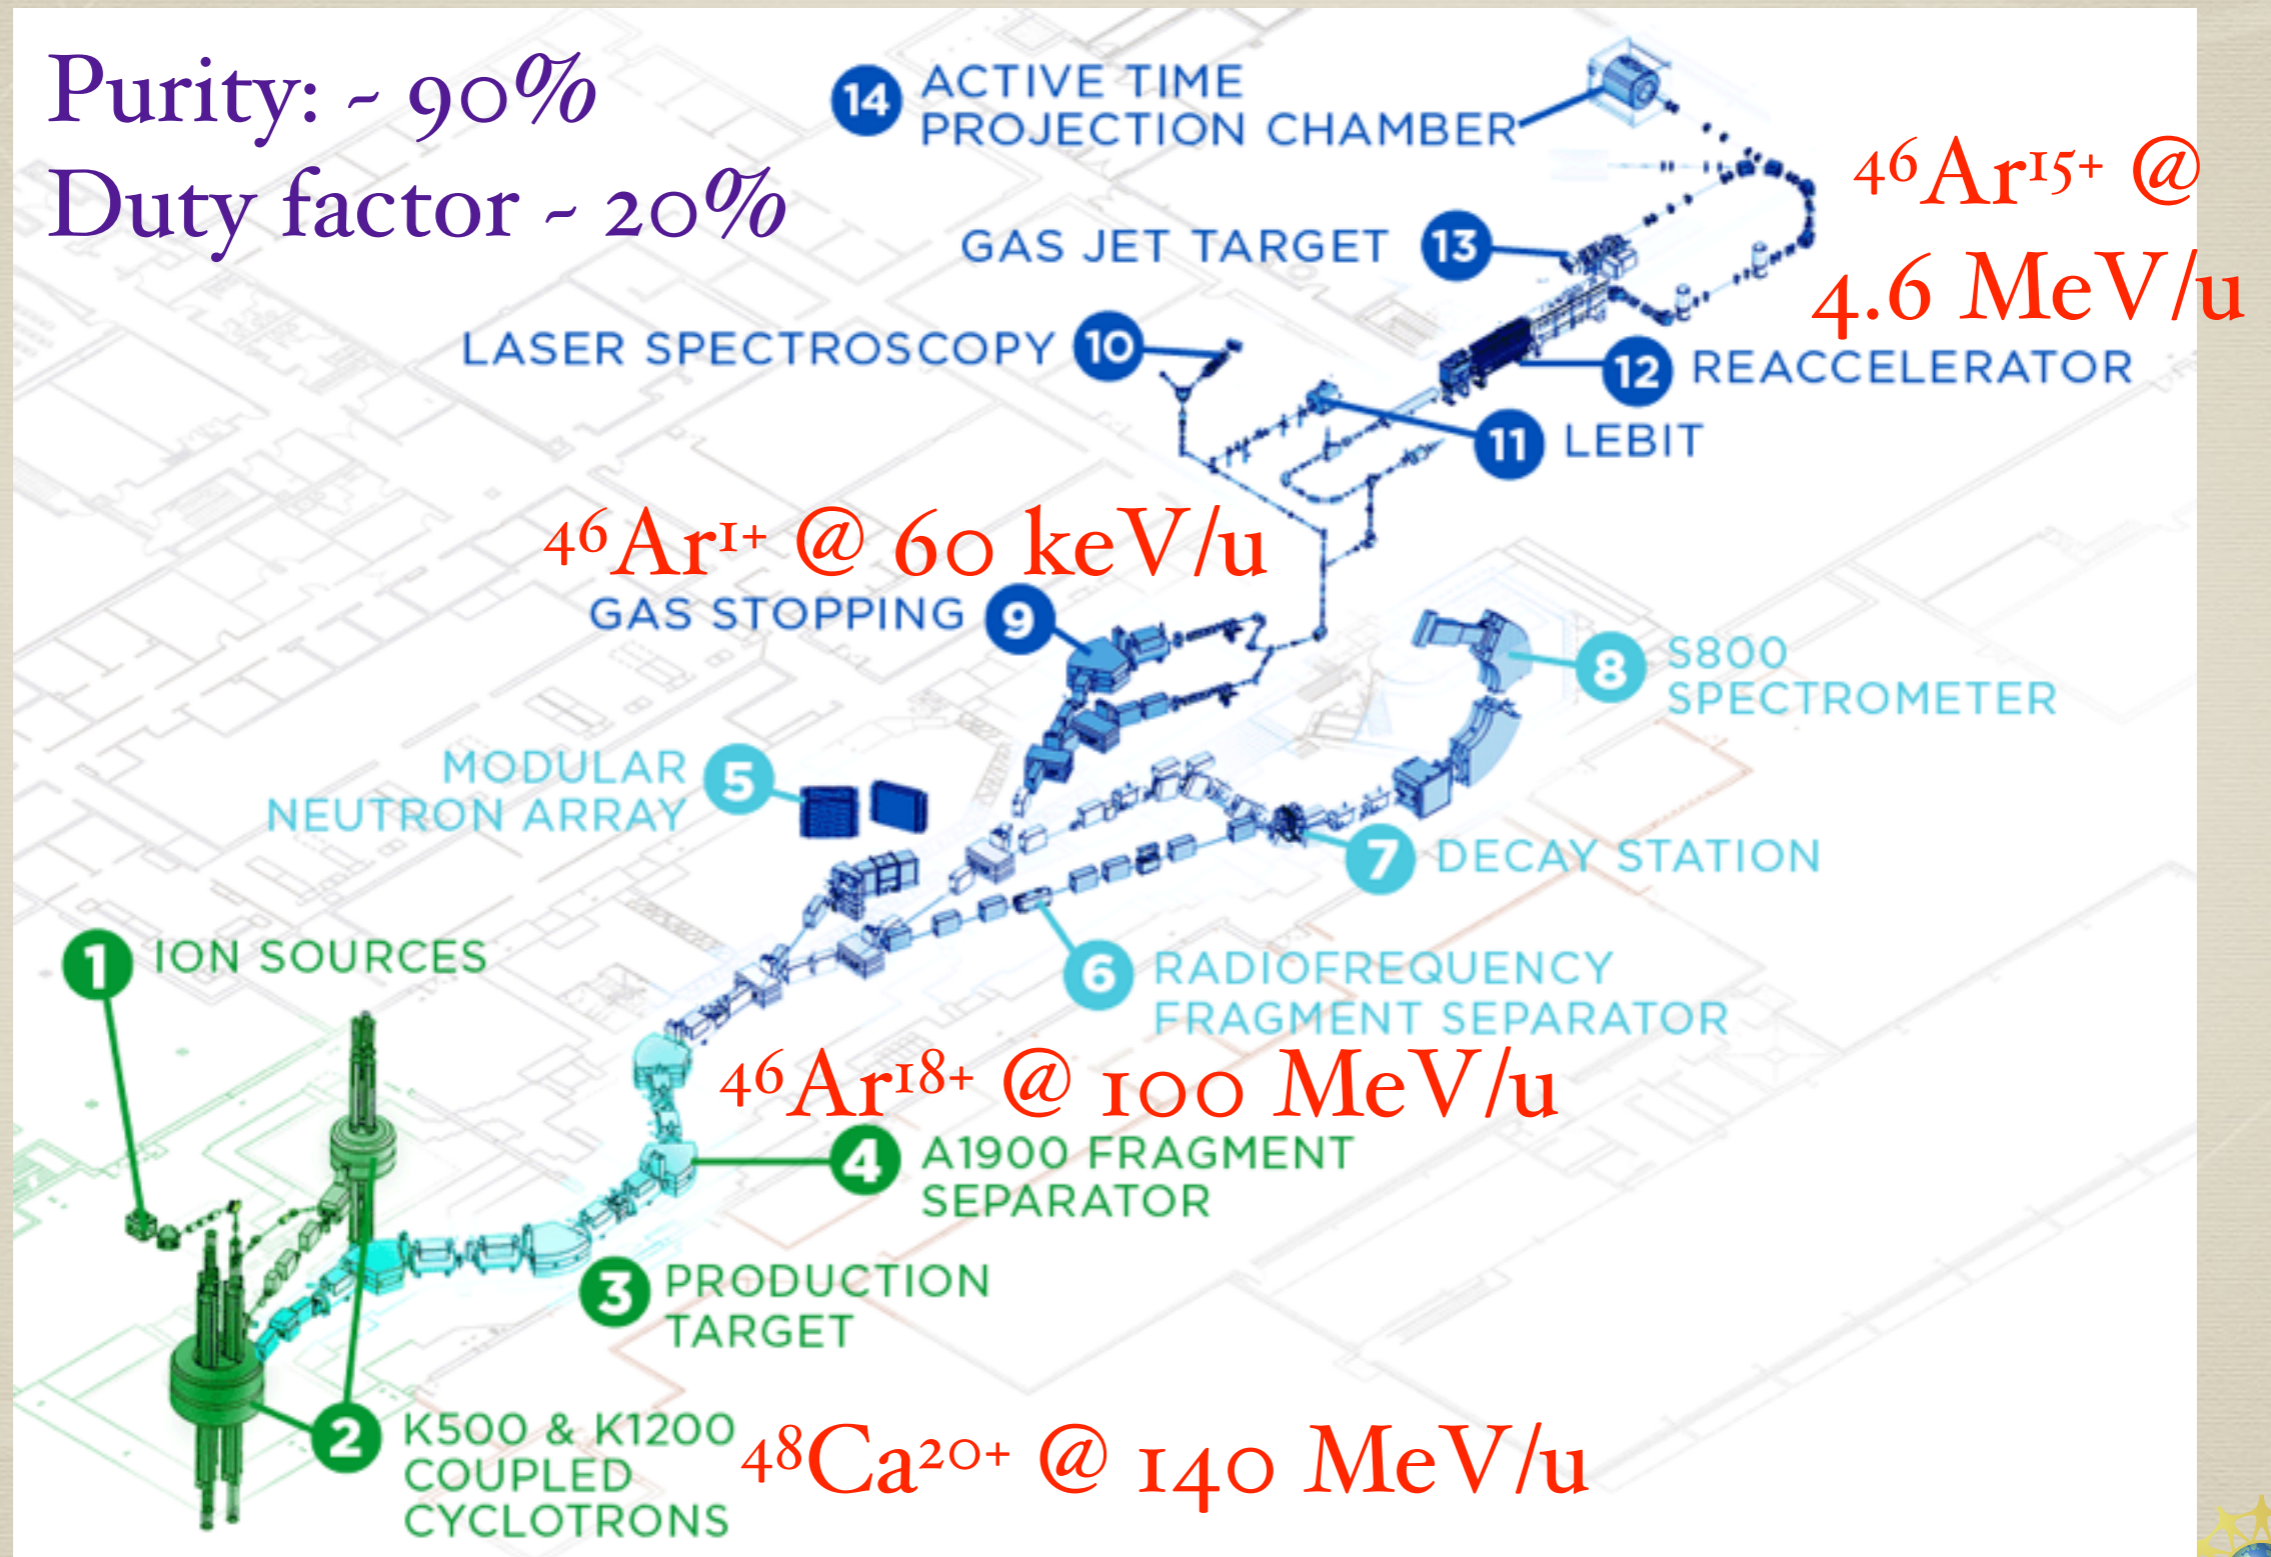 Purity: ~ 90%
Duty factor ~ 20%
14 ACTIVE TIME
PROJECTION CHAMBER
⁴⁶Ar¹⁵⁺ @
4.6 MeV/u
GAS JET TARGET 13
LASER SPECTROSCOPY 10
12 REACCELERATOR
11 LEBIT
⁴⁶Ar¹⁺ @ 60 keV/u
GAS STOPPING 9
8 S800
SPECTROMETER
MODULAR
NEUTRON ARRAY 5
7 DECAY STATION
1 ION SOURCES
6 RADIOFREQUENCY
FRAGMENT SEPARATOR
⁴⁶Ar¹⁸⁺ @ 100 MeV/u
4 A1900 FRAGMENT
SEPARATOR
3 PRODUCTION
TARGET
2 K500 & K1200
COUPLED
CYCLOTRONS
⁴⁸Ca²⁰⁺ @ 140 MeV/u